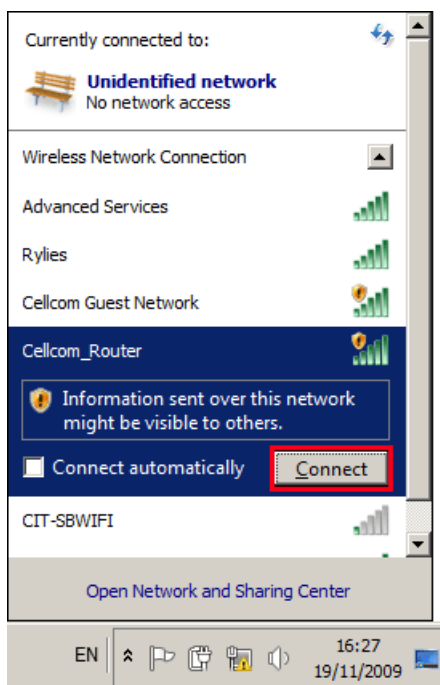 Currently connected to:
Unidentified network
No network access
Wireless Network Connection
Advanced Services
Rylies
Cellcom Guest Network
Cellcom_Router
Information sent over this network
might be visible to others.
Connect automatically
Connect
CIT-SBWIFI
Open Network and Sharing Center
EN
16:27
19/11/2009